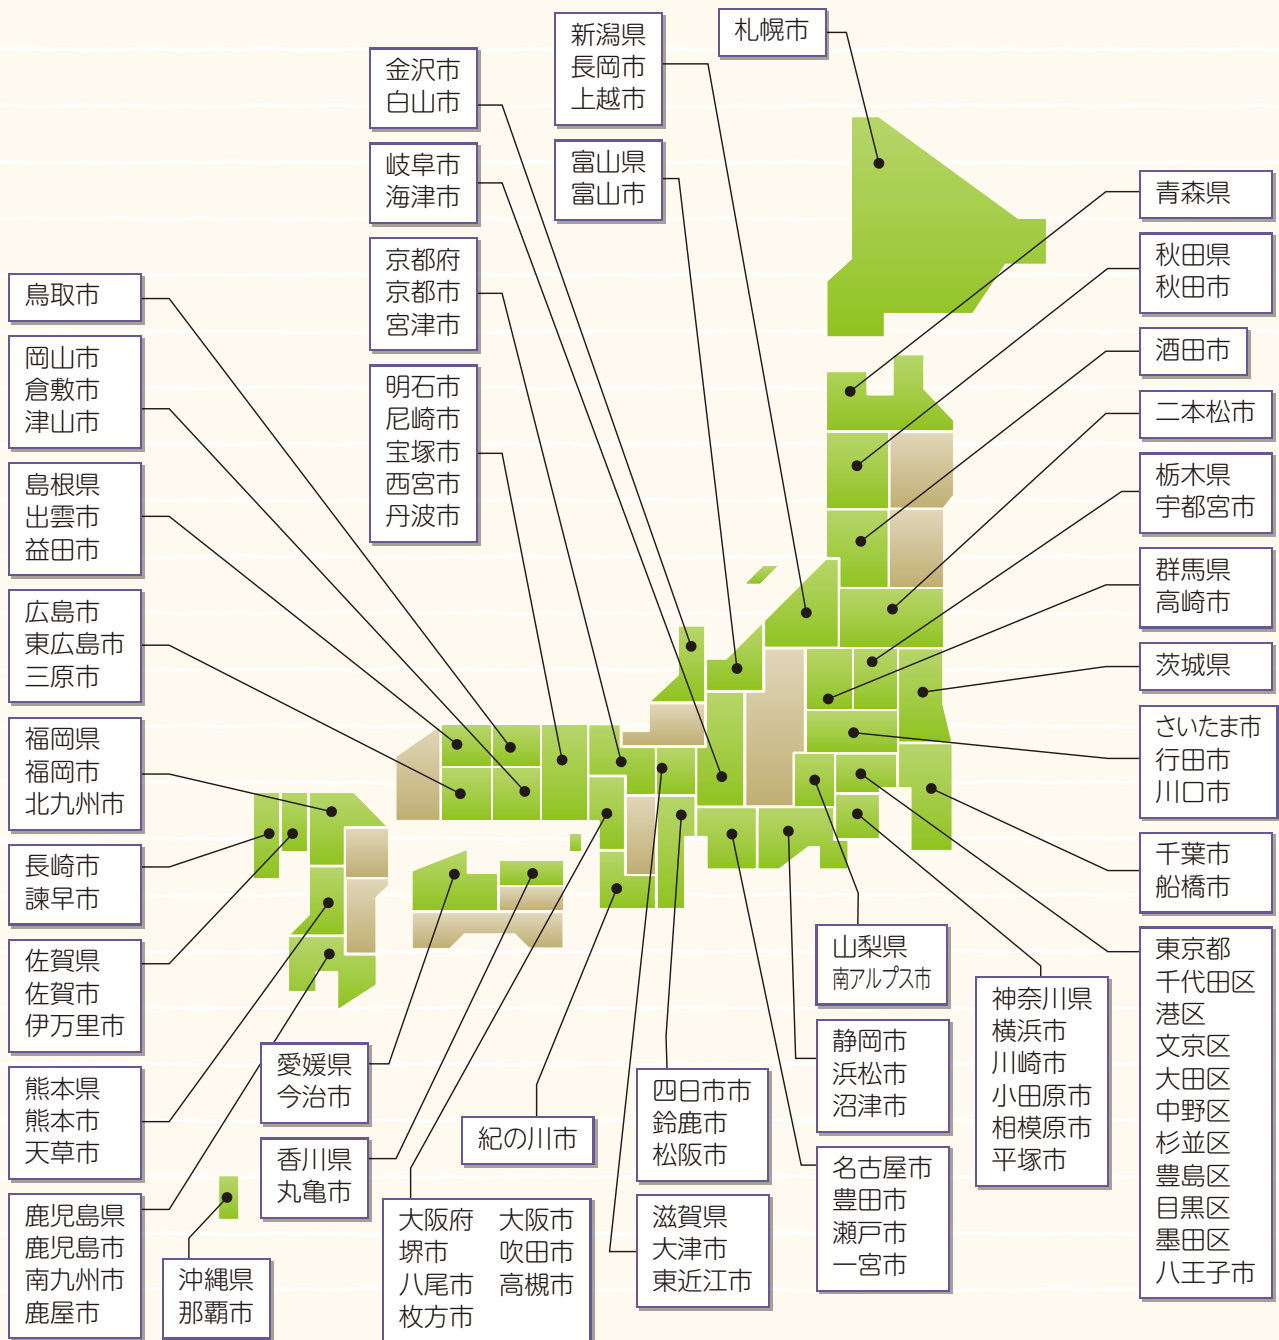 札幌市
新潟県
長岡市
上越市
富山県
富山市
金沢市
白山市
岐阜市
海津市
京都府
京都市
宮津市
明石市
尼崎市
宝塚市
西宮市
丹波市
鳥取市
岡山市
倉敷市
津山市
島根県
出雲市
益田市
広島市
東広島市
三原市
福岡県
福岡市
北九州市
長崎市
諫早市
佐賀県
佐賀市
伊万里市
熊本県
熊本市
天草市
鹿児島県
鹿児島市
南九州市
鹿屋市
沖縄県
那覇市
愛媛県
今治市
香川県
丸亀市
大阪府 大阪市
堺市 吹田市
八尾市 高槻市
枚方市
紀の川市
四日市市
鈴鹿市
松阪市
滋賀県
大津市
東近江市
名古屋市
豊田市
瀬戸市
一宮市
静岡市
浜松市
沼津市
山梨県
南アルプス市
神奈川県
横浜市
川崎市
小田原市
相模原市
平塚市
青森県
秋田県
秋田市
酒田市
二本松市
栃木県
宇都宮市
群馬県
高崎市
茨城県
さいたま市
行田市
川口市
千葉市
船橋市
東京都
千代田区
港区
文京区
大田区
中野区
杉並区
豊島区
目黒区
墨田区
八王子市